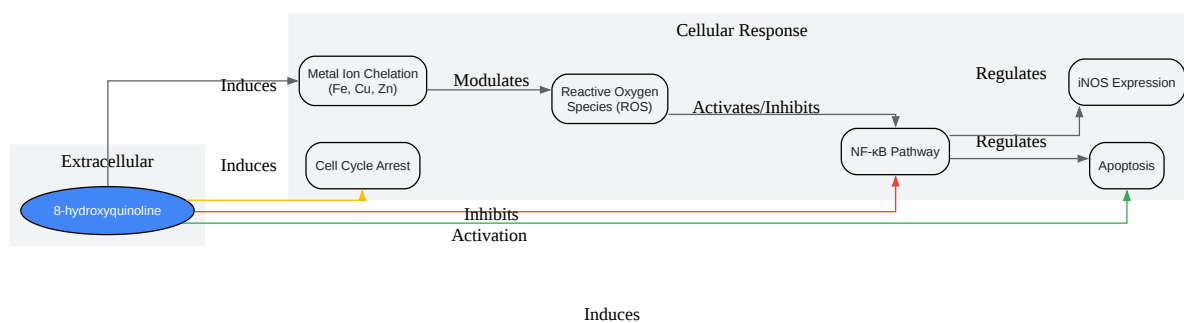 Cellular Response
Metal Ion Chelation
(Fe, Cu, Zn)
Induces
Modulates
Reactive Oxygen
Species (ROS)
Activates/Inhibits
Regulates
iNOS Expression
NF-κB Pathway
Regulates
Apoptosis
Extracellular
Induces
Cell Cycle Arrest
8-hydroxyquinoline
Inhibits
Activation
Induces